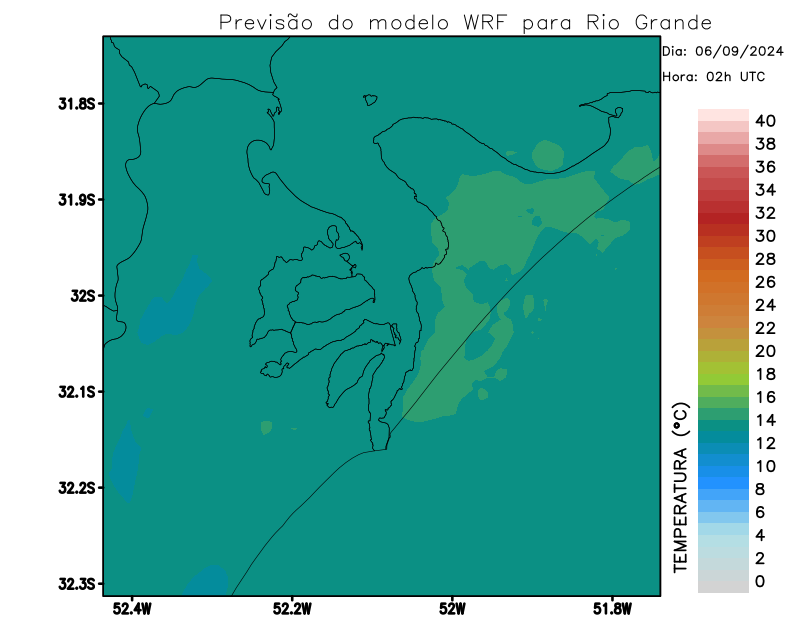 Previsão do modelo WRF para Rio Grande
Dia: 06/09/2024
Hora: 02h UTC
31.8S
31.9S
32S
32.1S
32.2S
32.3S
52.4W
52.2W
52W
51.8W
40
38
36
34
32
30
28
26
24
22
20
18
16
14
12
10
8
6
4
2
0
TEMPERATURA (°C)